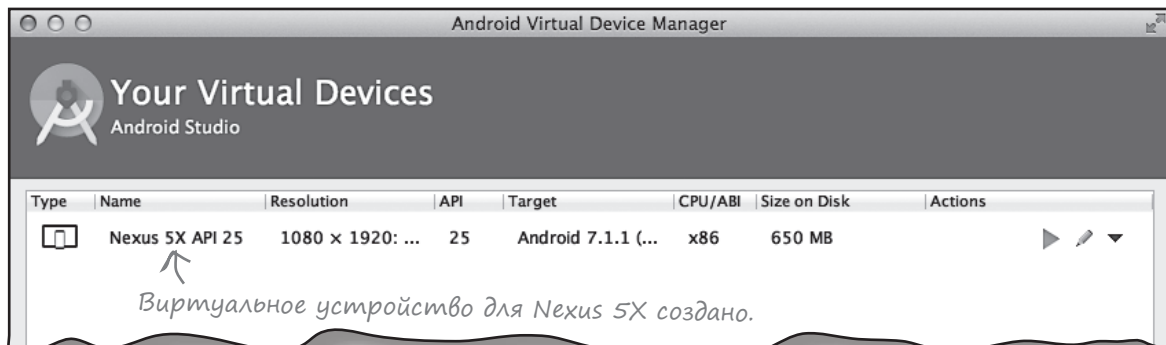 Android Virtual Device Manager
Your Virtual Devices
Android Studio
Type Name Resolution API Target CPU/ABI Size on Disk Actions
Nexus 5X API 25 1080 × 1920: ... 25 Android 7.1.1 (... x86 650 MB
Виртуальное устройство для Nexus 5X создано.